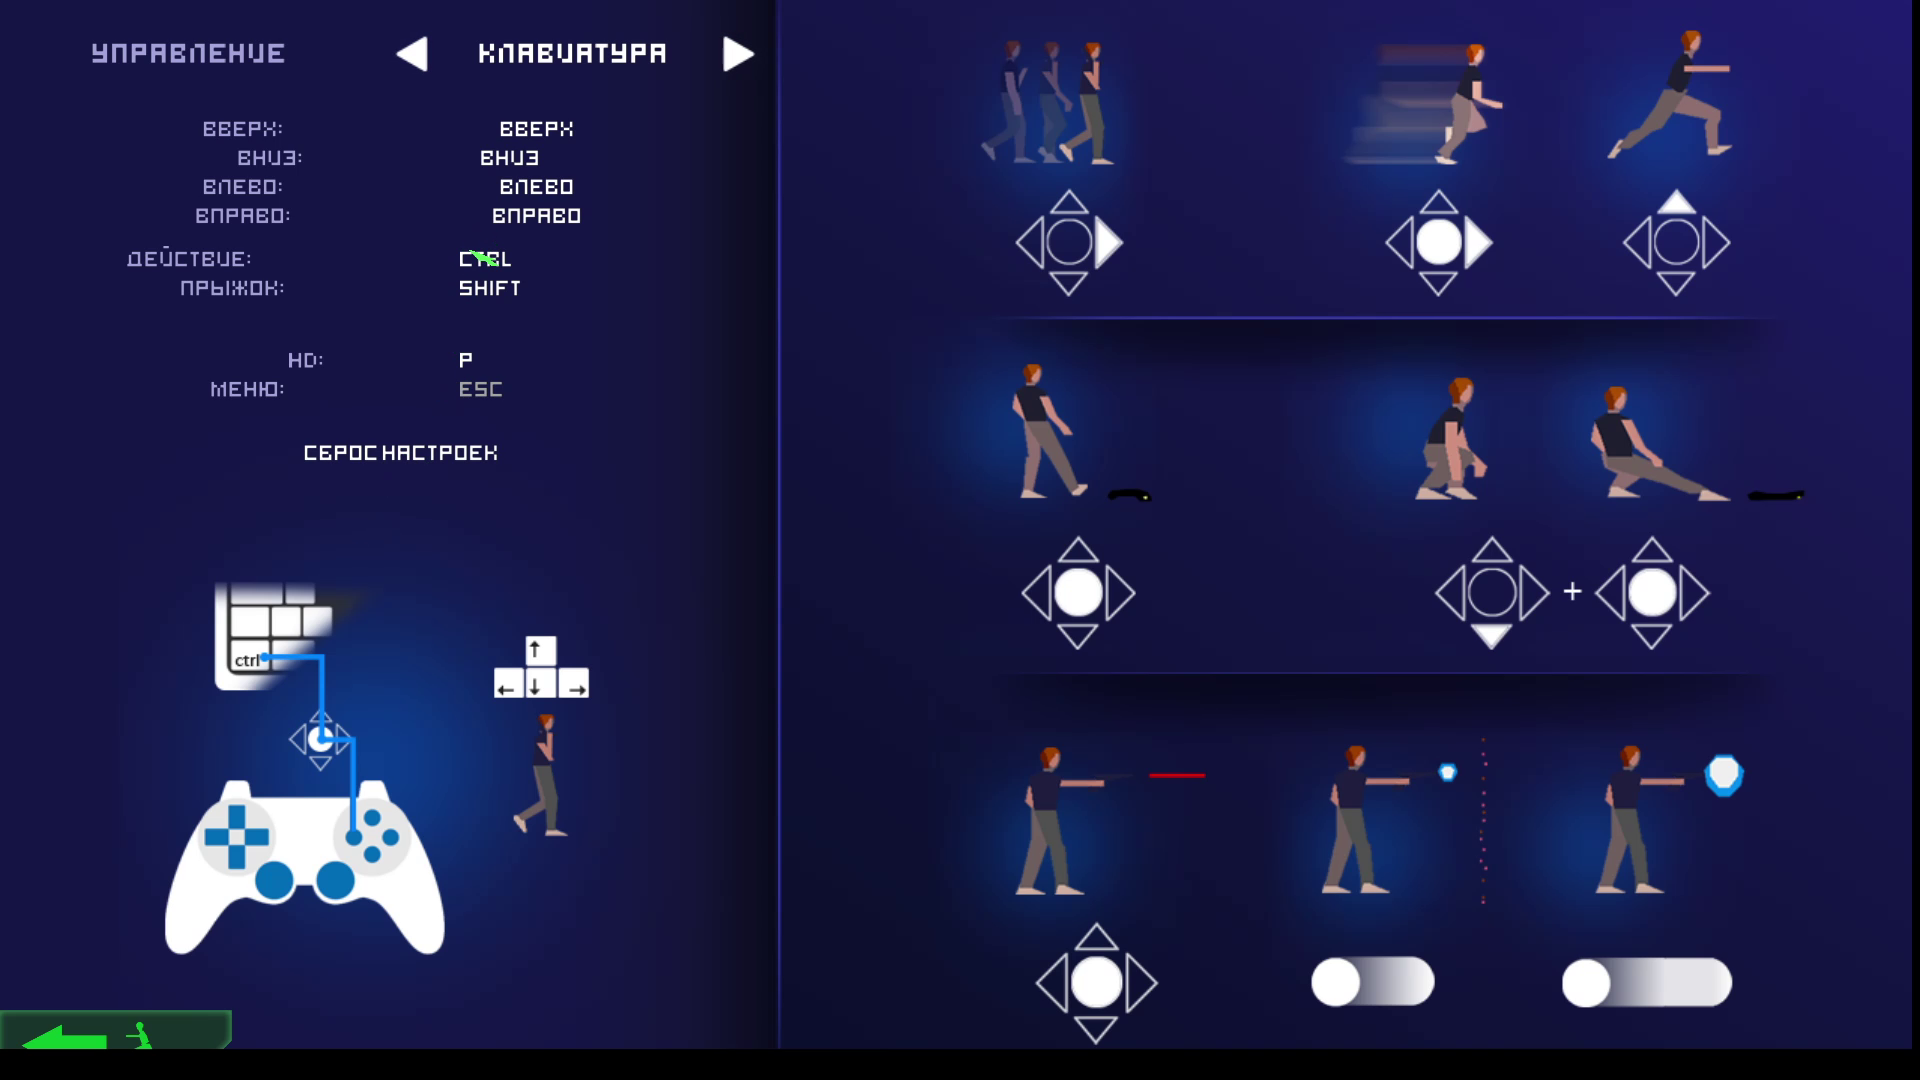 УПРАВЛЕНИЕ КЛАВИАТУРА
ВВЕРХ: ВВЕРХ
ВНИЗ: ВНИЗ
ВЛЕВО: ВЛЕВО
ВПРАВО: ВПРАВО
ДЕЙСТВИЕ: CTRL
ПРЫЖОК: SHIFT
HD: P
МЕНЮ: ESC
СБРОС НАСТРОЕК
ctrl
↑
← ↓ →
+